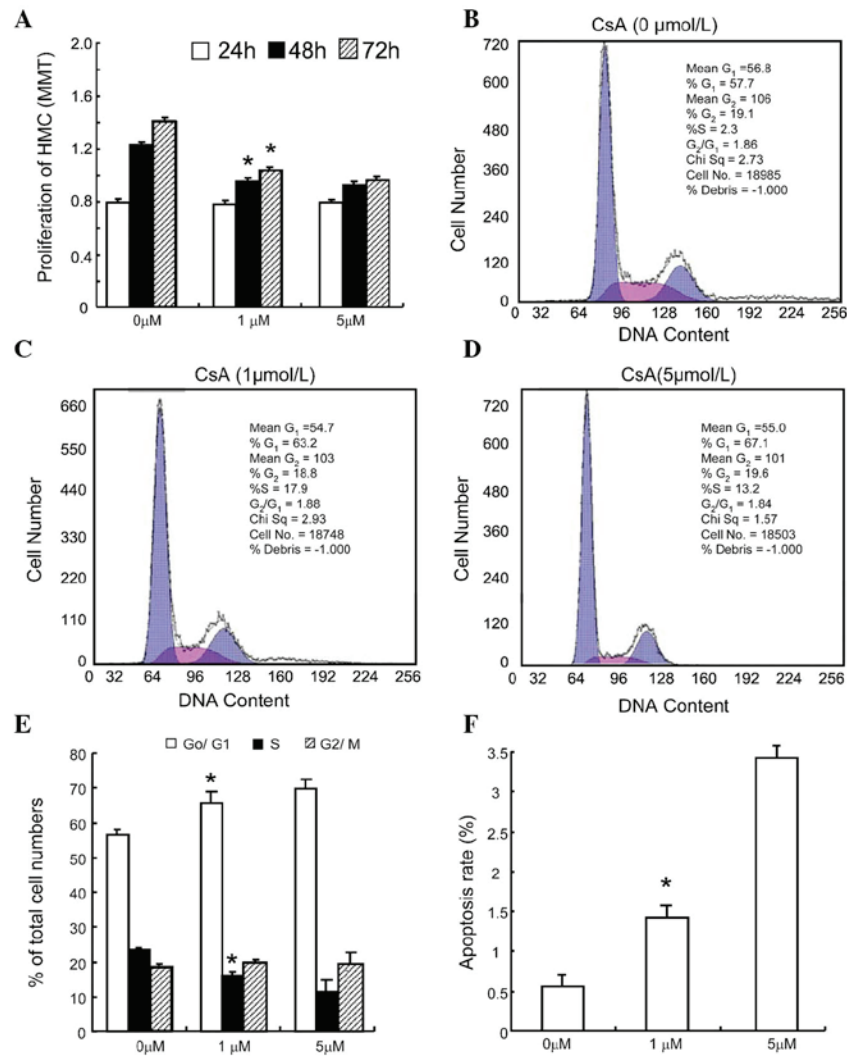 A
2.0
1.6
1.2
0.8
0.4
0
Proliferation of HMC (MMT)
24h 48h 72h
* *
0μM 1 μM 5μM
B
CsA (0 μmol/L)
720
600
480
360
240
120
0
Cell Number
Mean G1 =56.8
% G1 = 57.7
Mean G2 = 106
% G2 = 19.1
%S = 2.3
G2/G1 = 1.86
Chi Sq = 2.73
Cell No. = 18985
% Debris = -1.000
0 32 64 96 128 160 192 224 256
DNA Content
C
CsA (1μmol/L)
660
550
440
330
220
110
0
Cell Number
Mean G1 =54.7
% G1 = 63.2
Mean G2 = 103
% G2 = 18.8
%S = 17.9
G2/G1 = 1.88
Chi Sq = 2.93
Cell No. = 18748
% Debris = -1.000
0 32 64 96 128 192 192 224 256
DNA Content
D
CsA(5μmol/L)
720
600
480
360
240
120
0
Cell Number
Mean G1 =55.0
% G1 = 67.1
Mean G2 = 101
% G2 = 19.6
%S = 13.2
G2/G1 = 1.84
Chi Sq = 1.57
Cell No. = 18503
% Debris = -1.000
0 32 64 96 128 160 192 224 256
DNA Content
E
Go/ G1 S G2/ M
80
70
60
50
40
30
20
10
0
% of total cell numbers
*
*
0μM 1 μM 5μM
F
3.5
3
2.5
2
1.5
1
0.5
0
Apoptosis rate (%)
*
0μM 1 μM 5μM